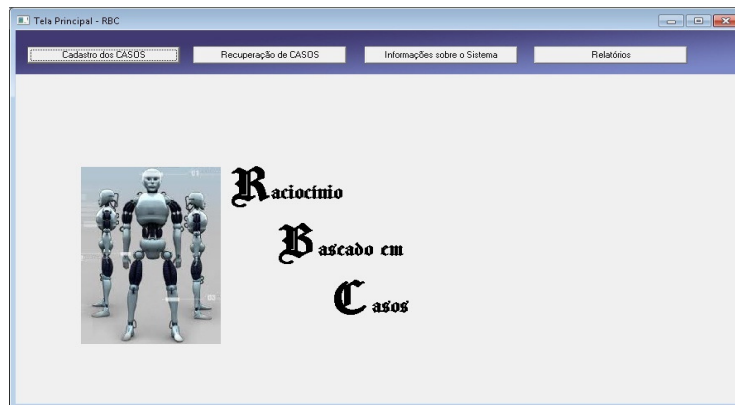 Tela Principal - RBC
Cadastro dos CASOS Recuperação de CASOS Informações sobre o Sistema Relatórios
Raciocínio
Baseado em
Casos